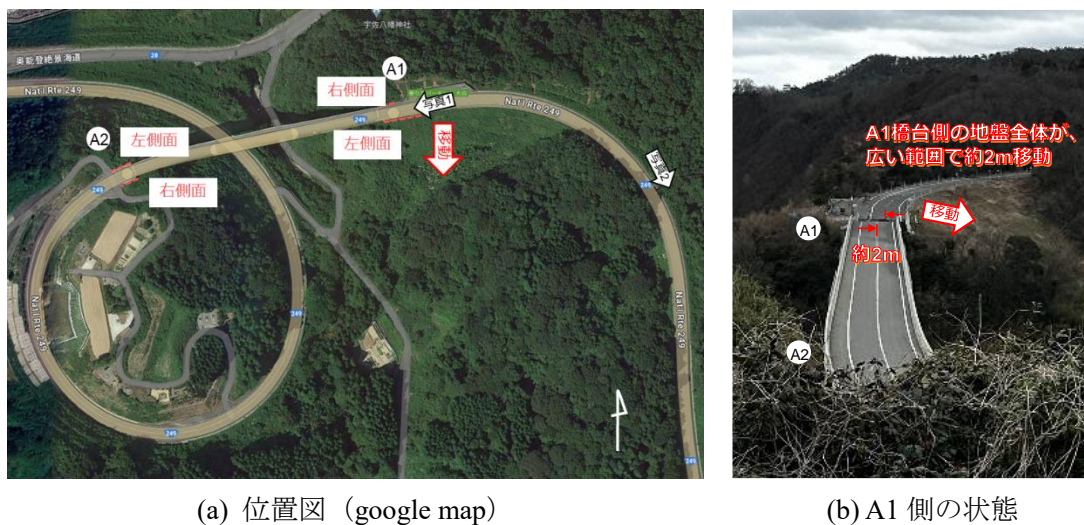 宇佐八幡神社
28
奥能登絶景海道
A1
Nat'l Rte 249
右側面
写真1
Nat'l Rte 249
A2
左側面
左側面
移動
写真2
249
249
右側面
Nat'l Rte 249
Nat'l Rte 249
249
249
249
(a) 位置図（google map）
A1橋台側の地盤全体が、
広い範囲で約2m移動
移動
A1
約2m
A2
(b) A1 側の状態